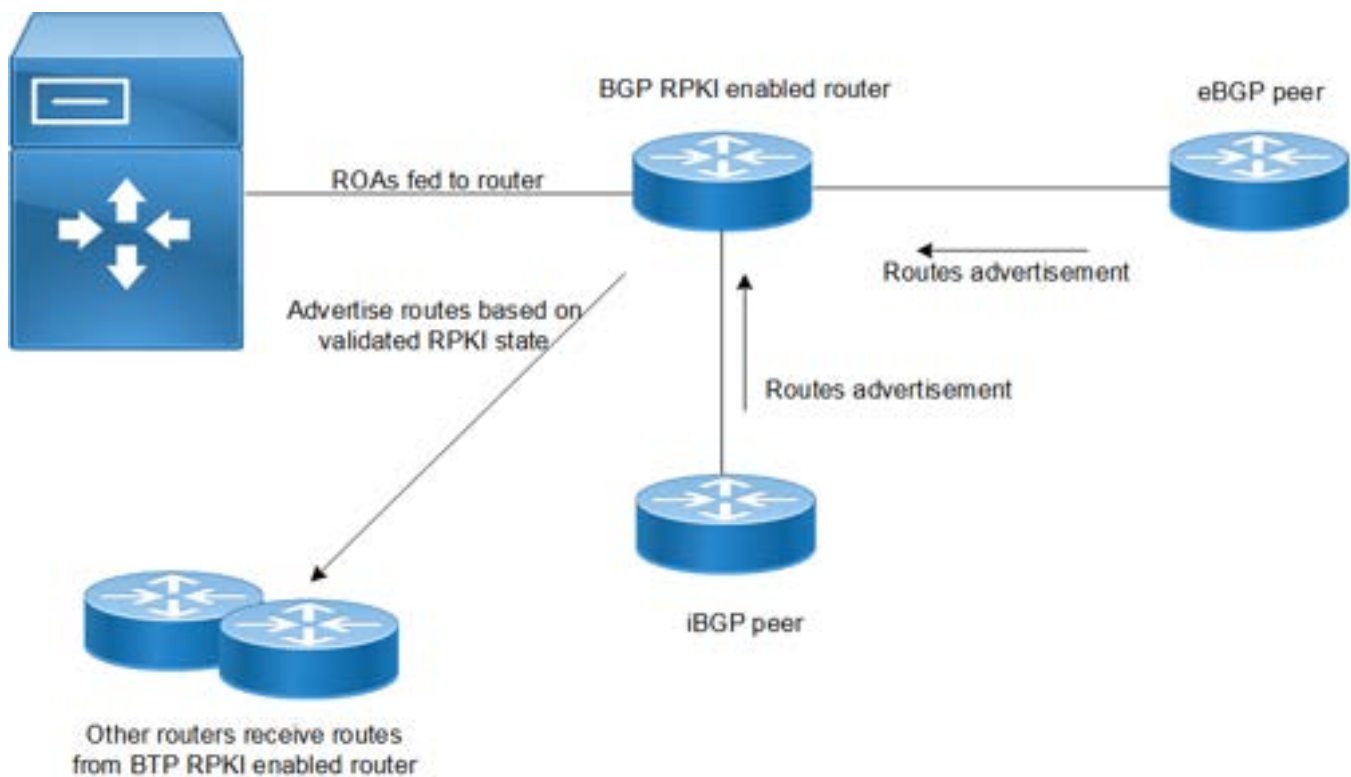 BGP RPKI enabled router
eBGP peer
ROAs fed to router
Routes advertisement
Advertise routes based on
validated RPKI state
Routes advertisement
iBGP peer
Other routers receive routes
from BTP RPKI enabled router